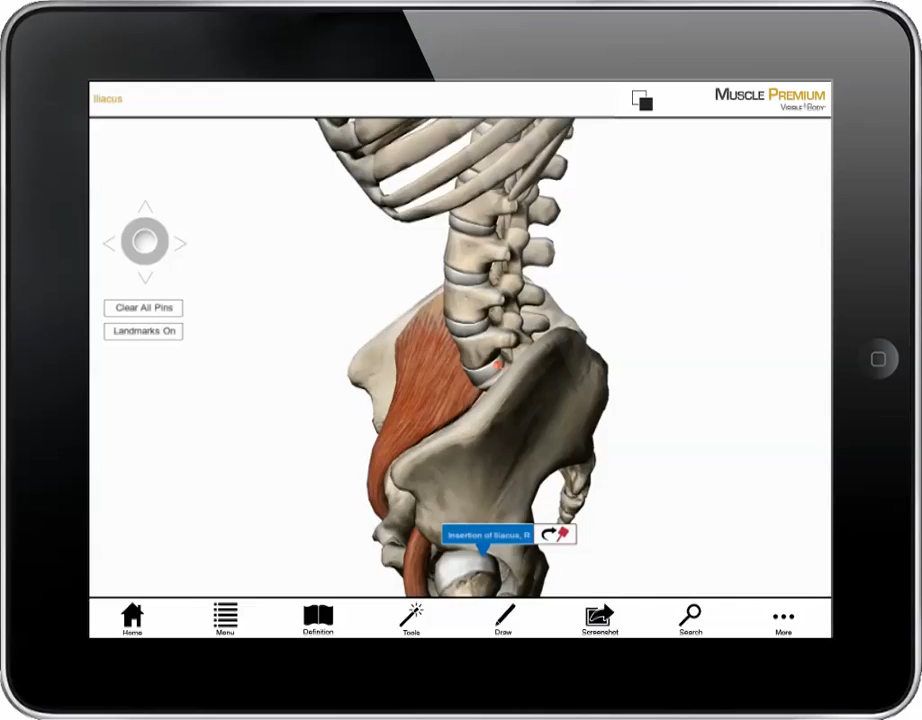 Iliacus
MUSCLE PREMIUM
VISIBLE BODY
Clear All Pins
Landmarks On
Insertion of Iliacus, R
Home
Menu
Definition
Tools
Draw
Screenshot
Search
More